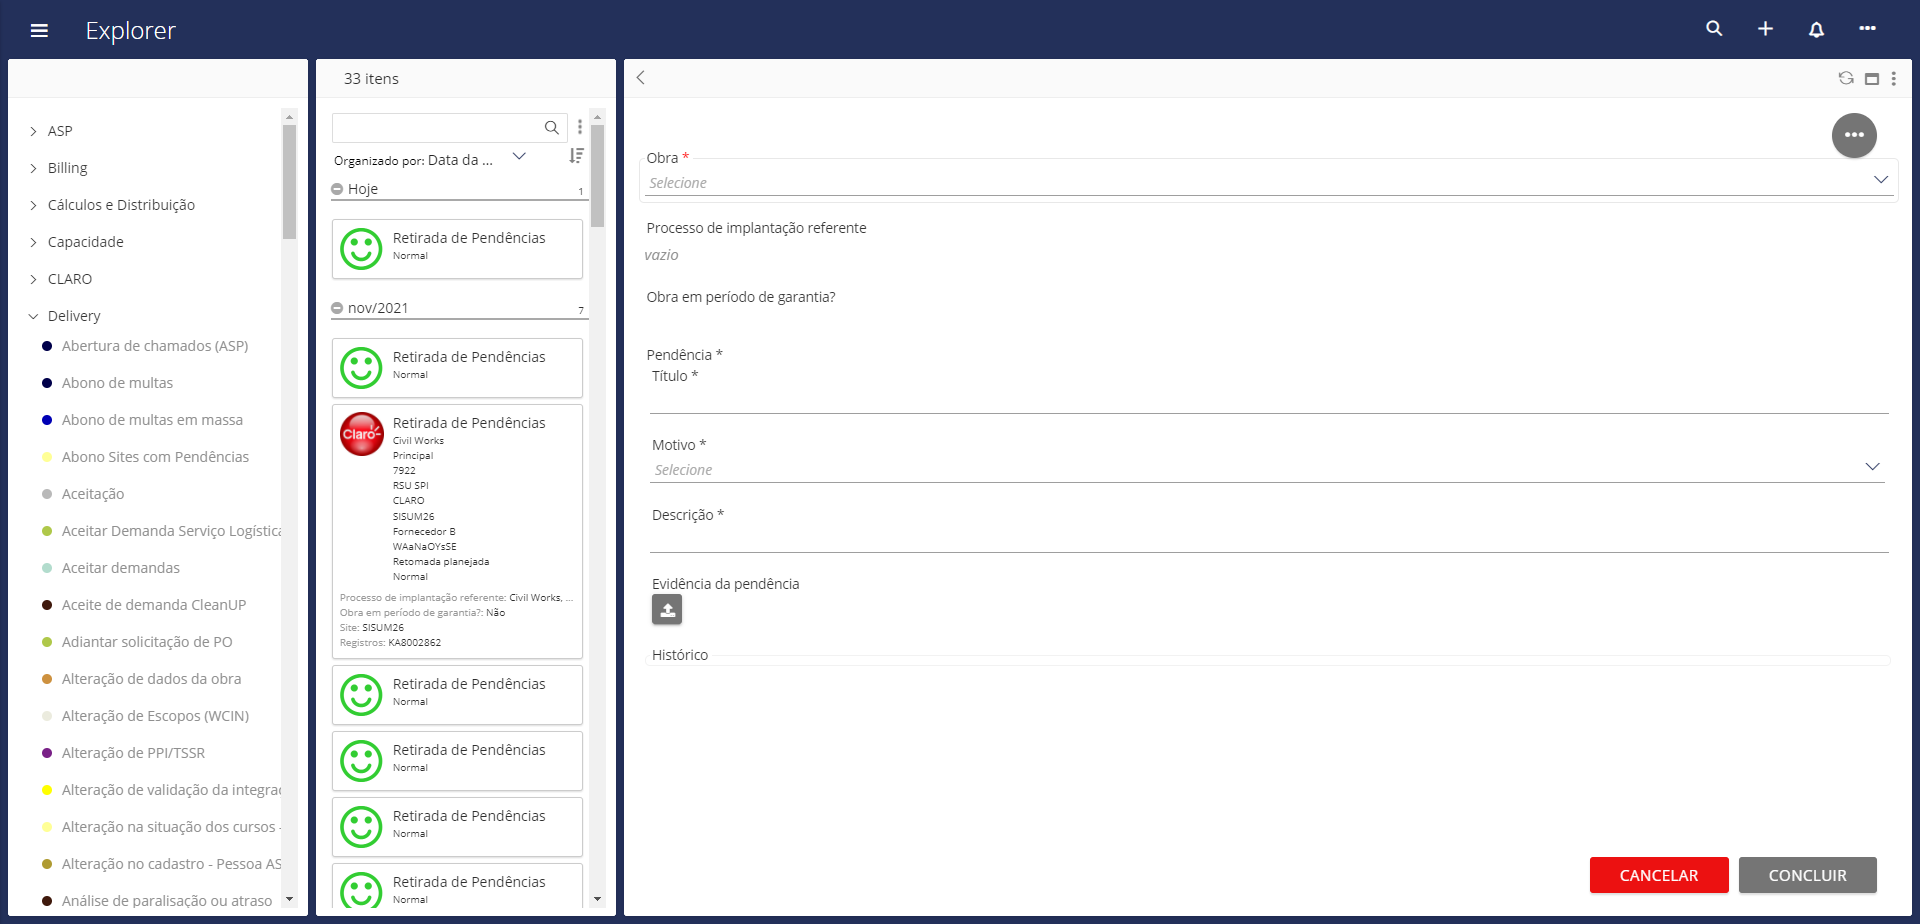 Explorer
ASP
Billing
Cálculos e Distribuição
Capacidade
CLARO
Delivery
Abertura de chamados (ASP)
Abono de multas
Abono de multas em massa
Abono Sites com Pendências
Aceitação
Aceitar Demanda Serviço Logística
Aceitar demandas
Aceite de demanda CleanUP
Adiantar solicitação de PO
Alteração de dados da obra
Alteração de Escopos (WCIN)
Alteração de PPI/TSSR
Alteração de validação da integrac
Alteração na situação dos cursos -
Alteração no cadastro - Pessoa AS
Análise de paralisação ou atraso
33 itens
Organizado por: Data da ...
Hoje 1
Retirada de Pendências
Normal
nov/2021 7
Retirada de Pendências
Normal
Claro
Retirada de Pendências
Civil Works
Principal
7922
RSU SPI
CLARO
SISUM26
Fornecedor B
WAaNaOYsSE
Retomada planejada
Normal
Processo de implantação referente: Civil Works, ...
Obra em período de garantia?: Não
Site: SISUM26
Registros: KA8002862
Retirada de Pendências
Normal
Retirada de Pendências
Normal
Retirada de Pendências
Normal
Retirada de Pendências
Normal
Obra *
Selecione
Processo de implantação referente
vazio
Obra em período de garantia?
Pendência *
Título *
Motivo *
Selecione
Descrição *
Evidência da pendência
Histórico
CANCELAR CONCLUIR